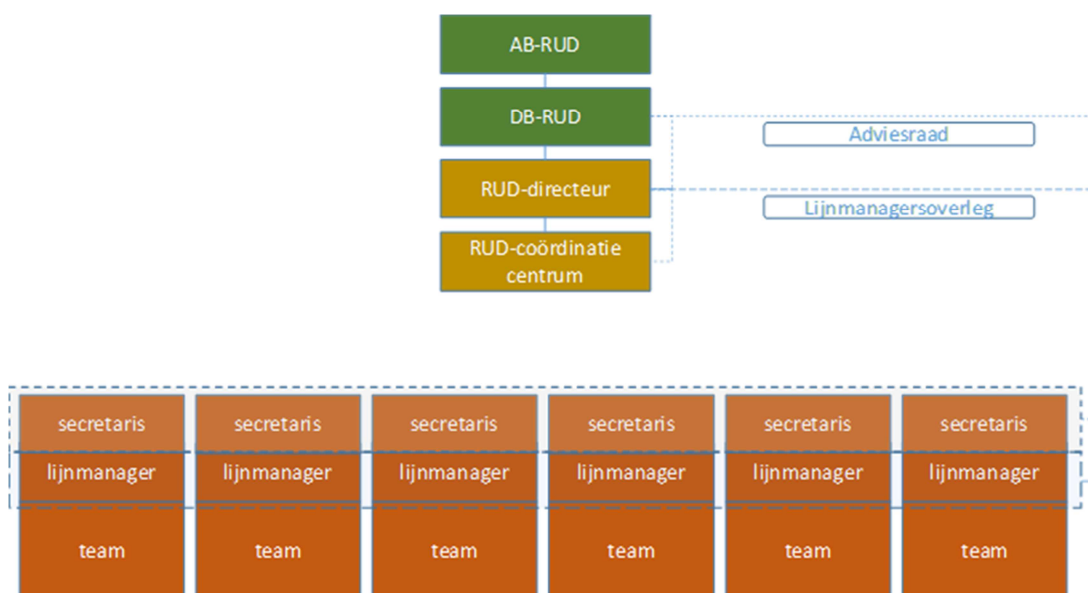 AB-RUD
DB-RUD
Adviesraad
RUD-directeur
Lijnmanagersoverleg
RUD-coördinatie
centrum
secretaris secretaris secretaris secretaris secretaris secretaris
lijnmanager lijnmanager lijnmanager lijnmanager lijnmanager lijnmanager
team team team team team team